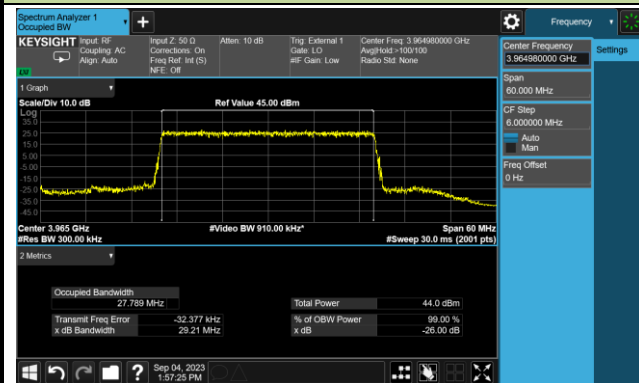 Spectrum Analyzer 1
Occupied BW
Frequency
KEYSIGHT
Input: RF
Coupling: AC
Align: Auto
Input Z: 50 Ω
Corrections: On
Freq Ref: Int (S)
NFE: Off
Atten: 10 dB
Trig: External 1
Gate: LO
#IF Gain: Low
Center Freq: 3.964980000 GHz
Avg|Hold:>100/100
Radio Std: None
Center Frequency
3.964980000 GHz
Settings
Span
60.000 MHz
CF Step
6.000000 MHz
Auto
Man
Freq Offset
0 Hz
1 Graph
Scale/Div 10.0 dB
Ref Value 45.00 dBm
Log
35.0
25.0
15.0
5.00
-5.00
-15.0
-25.0
-35.0
-45.0
Center 3.965 GHz
#Video BW 910.00 kHz*
Span 60 MHz
#Res BW 300.00 kHz
#Sweep 30.0 ms (2001 pts)
2 Metrics
Occupied Bandwidth
27.789 MHz
Total Power
44.0 dBm
Transmit Freq Error
-32.377 kHz
% of OBW Power
99.00 %
x dB Bandwidth
29.21 MHz
x dB
-26.00 dB
?
Sep 04, 2023
1:57:25 PM